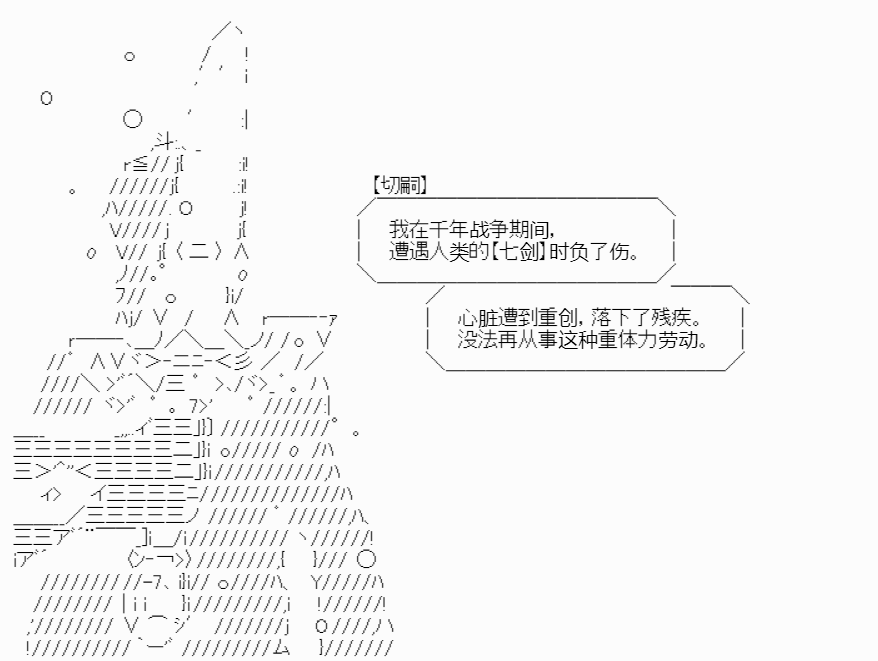 【切嗣】
我在千年战争期间，
遭遇人类的【七剑】时负了伤。
心脏遭到重创，落下了残疾。
没法再从事这种重体力劳动。